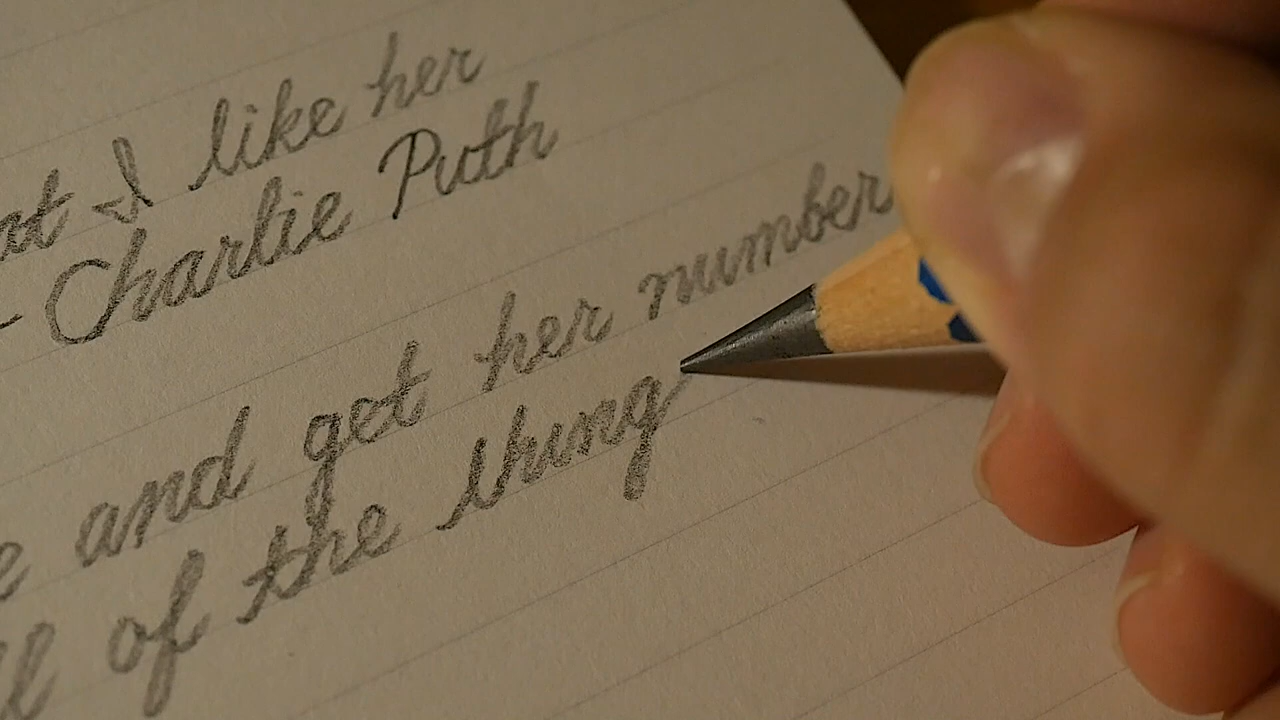 I like her
- Charlie Puth
and get her number
of the thing